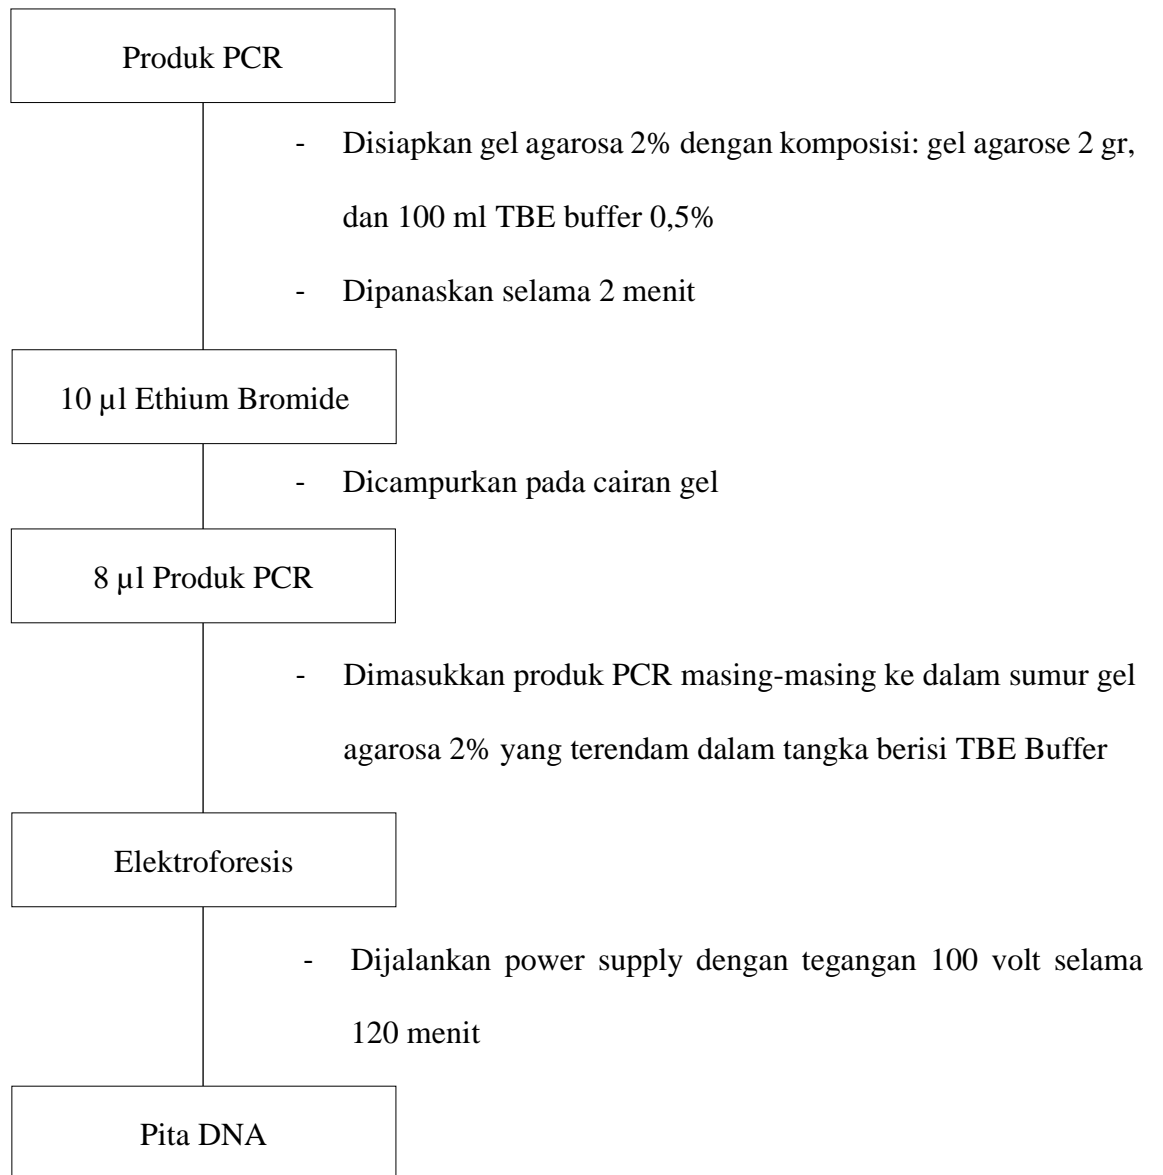 Produk PCR
- Disiapkan gel agarosa 2% dengan komposisi: gel agarose 2 gr,
dan 100 ml TBE buffer 0,5%
- Dipanaskan selama 2 menit
10 µl Ethium Bromide
- Dicampurkan pada cairan gel
8 µl Produk PCR
- Dimasukkan produk PCR masing-masing ke dalam sumur gel
agarosa 2% yang terendam dalam tangka berisi TBE Buffer
Elektroforesis
- Dijalankan power supply dengan tegangan 100 volt selama
120 menit
Pita DNA